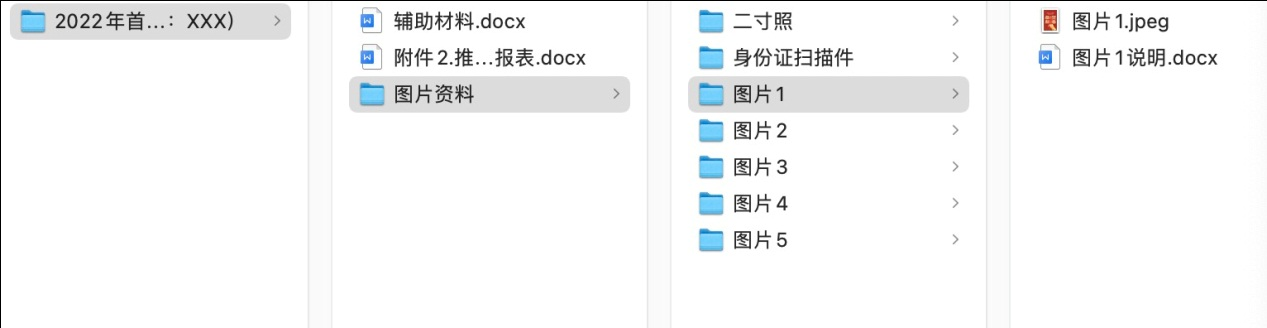 2022年首...：XXX）
辅助材料.docx
附件2.推...报表.docx
图片资料
二寸照
身份证扫描件
图片1
图片2
图片3
图片4
图片5
图片1.jpeg
图片1说明.docx